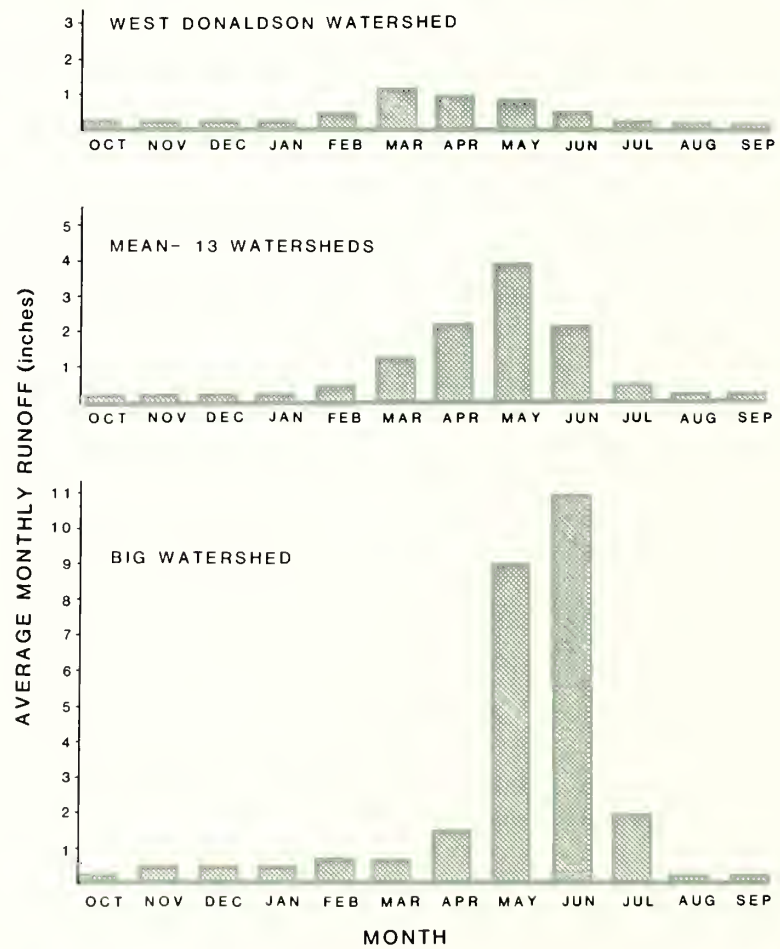 WEST DONALDSON WATERSHED
3
2
1
OCT NOV DEC JAN FEB MAR APR MAY JUN JUL AUG SEP
MEAN- 13 WATERSHEDS
5
4
3
2
1
OCT NOV DEC JAN FEB MAR APR MAY JUN JUL AUG SEP
BIG WATERSHED
11
10
9
8
7
6
5
4
3
2
1
OCT NOV DEC JAN FEB MAR APR MAY JUN JUL AUG SEP
AVERAGE MONTHLY RUNOFF (inches)
MONTH